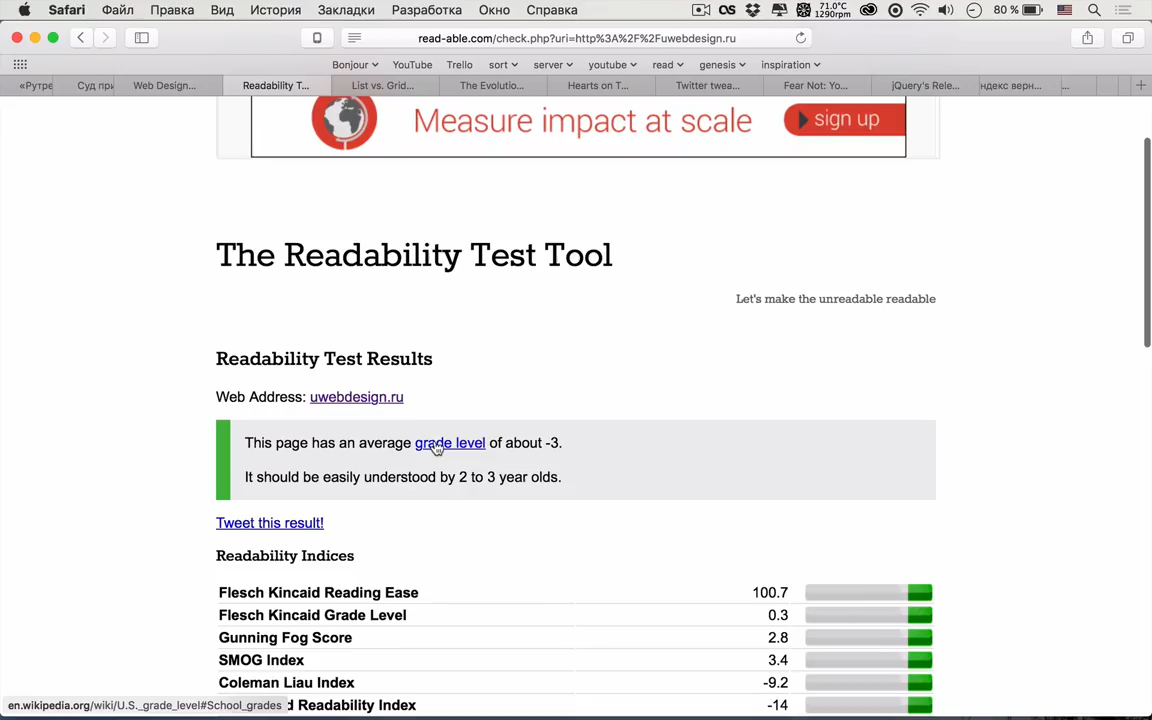 Safari Файл Правка Вид История Закладки Разработка Окно Справка 71.0°C 1290rpm 80 %
read-able.com/check.php?uri=http%3A%2F%2Fuwebdesign.ru
Bonjour YouTube Trello sort server youtube read genesis inspiration
«Рутре Суд при Web Design... Readability T... List vs. Grid... The Evolutio... Hearts on T... Twitter twea... Fear Not: Yo... jQuery's Rele... ндекс верн... ...
Measure impact at scale sign up
The Readability Test Tool
Let's make the unreadable readable
Readability Test Results
Web Address: uwebdesign.ru
This page has an average grade level of about -3.
It should be easily understood by 2 to 3 year olds.
Tweet this result!
Readability Indices
Flesch Kincaid Reading Ease 100.7
Flesch Kincaid Grade Level 0.3
Gunning Fog Score 2.8
SMOG Index 3.4
Coleman Liau Index -9.2
d Readability Index -14
en.wikipedia.org/wiki/U.S._grade_level#School_grades